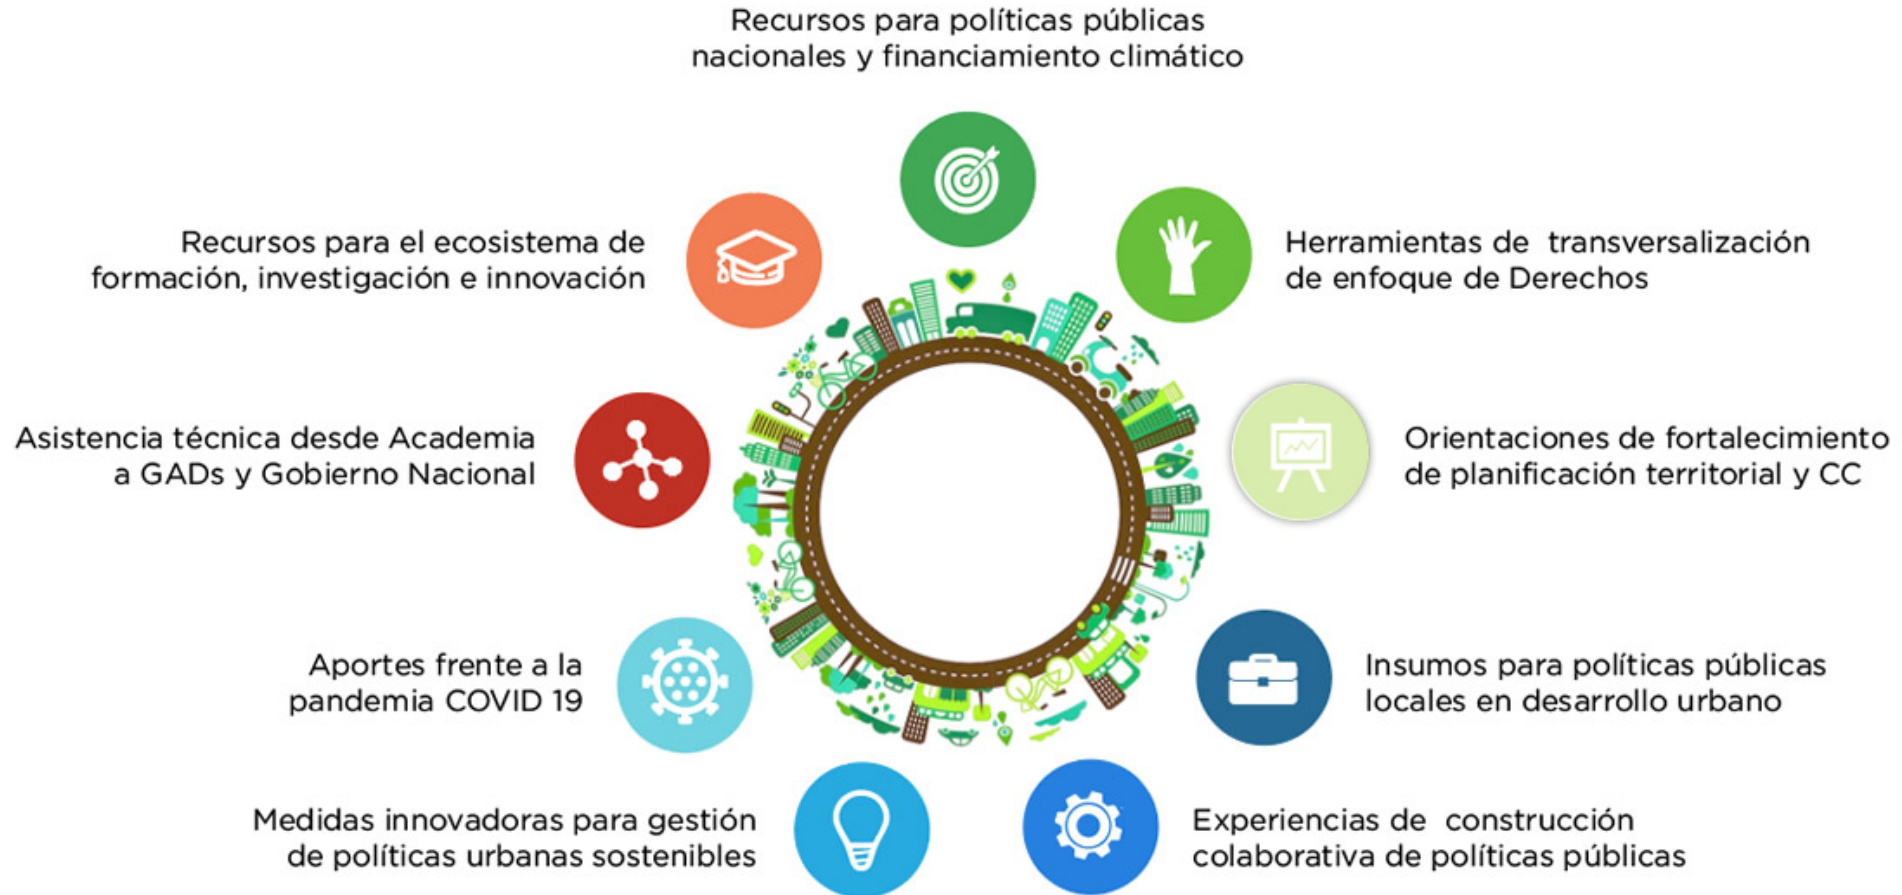 Recursos para políticas públicas
nacionales y financiamiento climático
Recursos para el ecosistema de
formación, investigación e innovación
Herramientas de transversalización
de enfoque de Derechos
Asistencia técnica desde Academia
a GADs y Gobierno Nacional
Orientaciones de fortalecimiento
de planificación territorial y CC
Aportes frente a la
pandemia COVID 19
Insumos para políticas públicas
locales en desarrollo urbano
Medidas innovadoras para gestión
de políticas urbanas sostenibles
Experiencias de construcción
colaborativa de políticas públicas